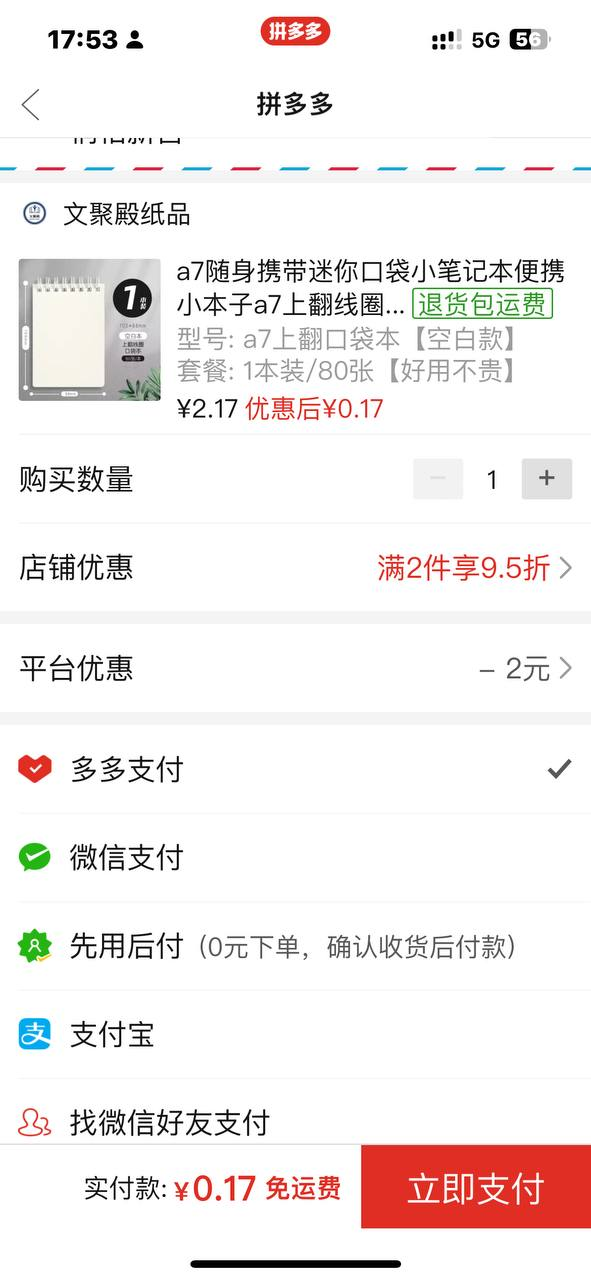 17:53
拼多多
5G
56
拼多多
文聚殿纸品
a7随身携带迷你口袋小笔记本便携
小本子a7上翻线圈...
退货包运费
型号: a7上翻口袋本【空白款】
套餐: 1本装/80张【好用不贵】
¥2.17 优惠后¥0.17
1本装
空白本
上翻线圈
口袋本
购买数量
1
店铺优惠
满2件享9.5折
平台优惠
– 2元
多多支付
微信支付
先用后付（0元下单，确认收货后付款）
支付宝
找微信好友支付
实付款: ¥0.17 免运费
立即支付